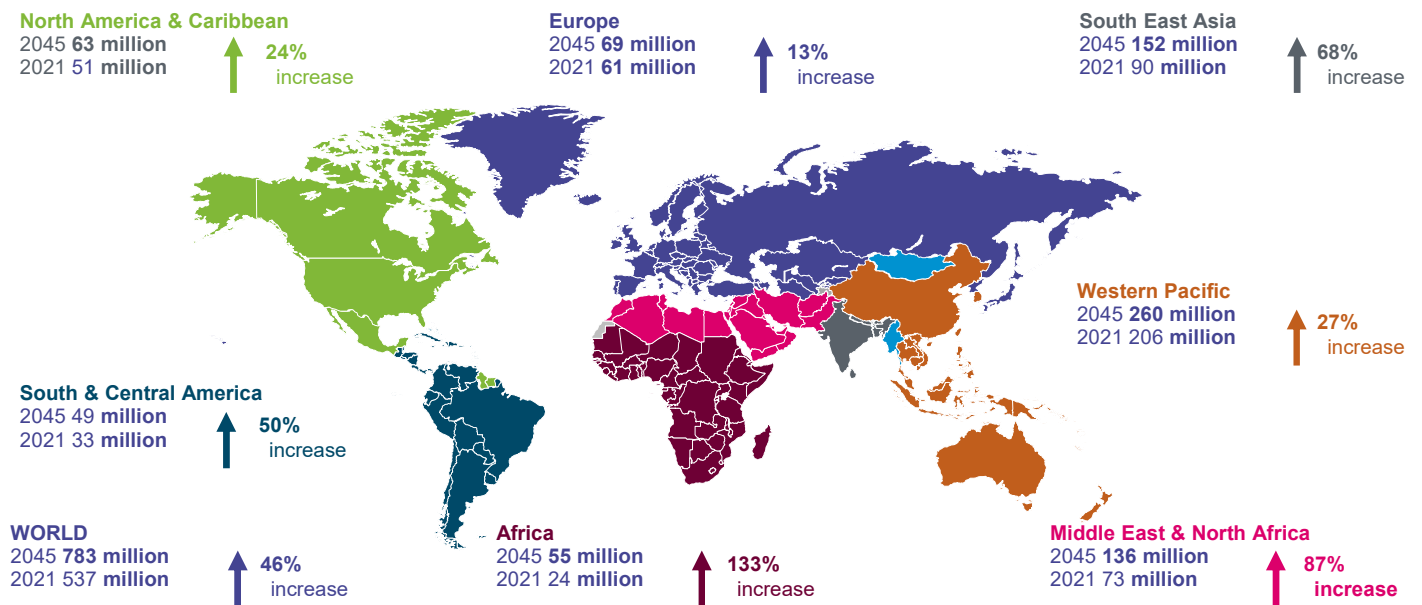 North America & Caribbean
2045 63 million
2021 51 million
24%
increase
Europe
2045 69 million
2021 61 million
13%
increase
South East Asia
2045 152 million
2021 90 million
68%
increase
Western Pacific
2045 260 million
2021 206 million
27%
increase
South & Central America
2045 49 million
2021 33 million
50%
increase
WORLD
2045 783 million
2021 537 million
46%
increase
Africa
2045 55 million
2021 24 million
133%
increase
Middle East & North Africa
2045 136 million
2021 73 million
87%
increase